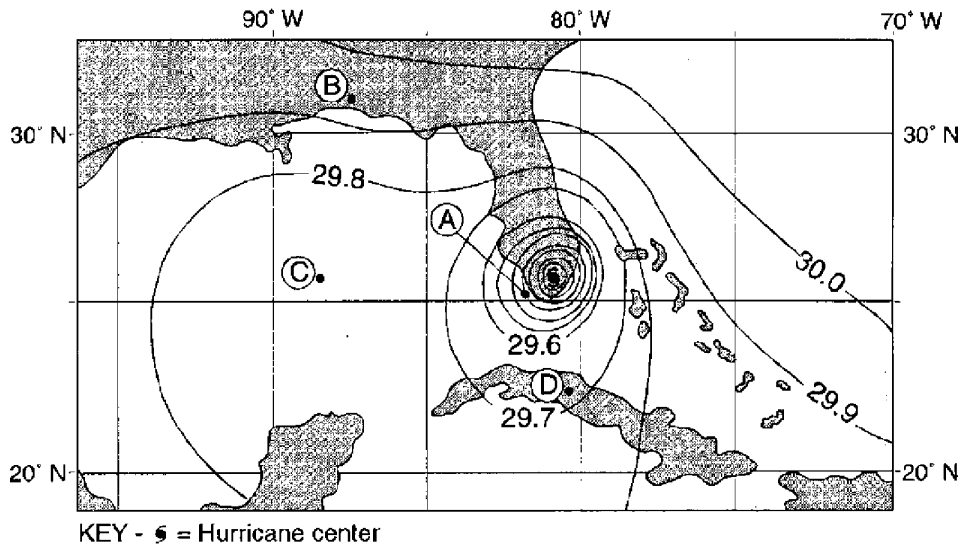 90° W
80° W
70° W
B
30° N
30° N
29.8
A
C
30.0
29.6
D
29.7
29.9
20° N
20° N
KEY - = Hurricane center